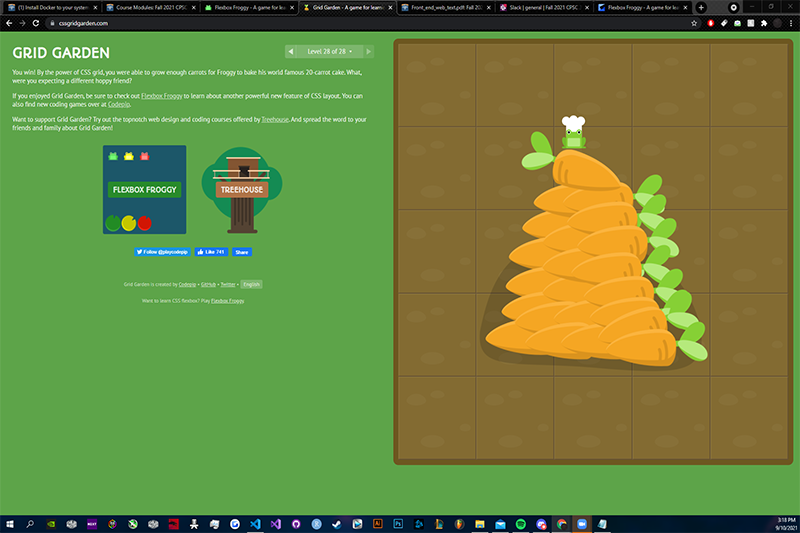 (1) Install Docker to your system
Course Modules: Fall 2021 CPSC
Flexbox Froggy - A game for lear
Grid Garden - A game for learn
Front_end_web_test.pdf: Fall 20
Slack | general | Fall 2021 CPSC
Flexbox Froggy - A game for lear
cssgridgarden.com
GRID GARDEN
Level 28 of 28
You win! By the power of CSS grid, you were able to grow enough carrots for Froggy to bake his world famous 20-carrot cake. What,
were you expecting a different hoppy friend?
If you enjoyed Grid Garden, be sure to check out Flexbox Froggy to learn about another powerful new feature of CSS layout. You can
also find new coding games over at Codepip.
Want to support Grid Garden? Try out the topnotch web design and coding courses offered by Treehouse. And spread the word to your
friends and family about Grid Garden!
FLEXBOX FROGGY
TREEHOUSE
Follow @playcodepip
Like 741
Share
Grid Garden is created by Codepip • GitHub • Twitter • English
Want to learn CSS flexbox? Play Flexbox Froggy.
3:18 PM
9/10/2021